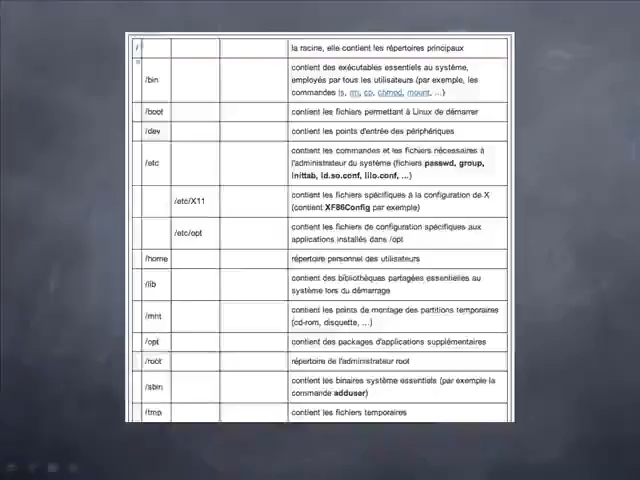 / la racine, elle contient les répertoires principaux
/bin contient des exécutables essentiels au système,
employés par tous les utilisateurs (par exemple, les
commandes ls, rm, cp, chmod, mount, ...)
/boot contient les fichiers permettant à Linux de démarrer
/dev contient les points d'entrée des périphériques
/etc contient les commandes et les fichiers nécessaires à
l'administrateur du système (fichiers passwd, group,
inittab, ld.so.conf, lilo.conf, ...)
/etc/X11 contient les fichiers spécifiques à la configuration de X
(contient XF86Config par exemple)
/etc/opt contient les fichiers de configuration spécifiques aux
applications installés dans /opt
/home répertoire personnel des utilisateurs
/lib contient des bibliothèques partagées essentielles au
système lors du démarrage
/mnt contient les points de montage des partitions temporaires
(cd-rom, disquette, ...)
/opt contient des packages d'applications supplémentaires
/root répertoire de l'administrateur root
/sbin contient les binaires système essentiels (par exemple la
commande adduser)
/tmp contient les fichiers temporaires